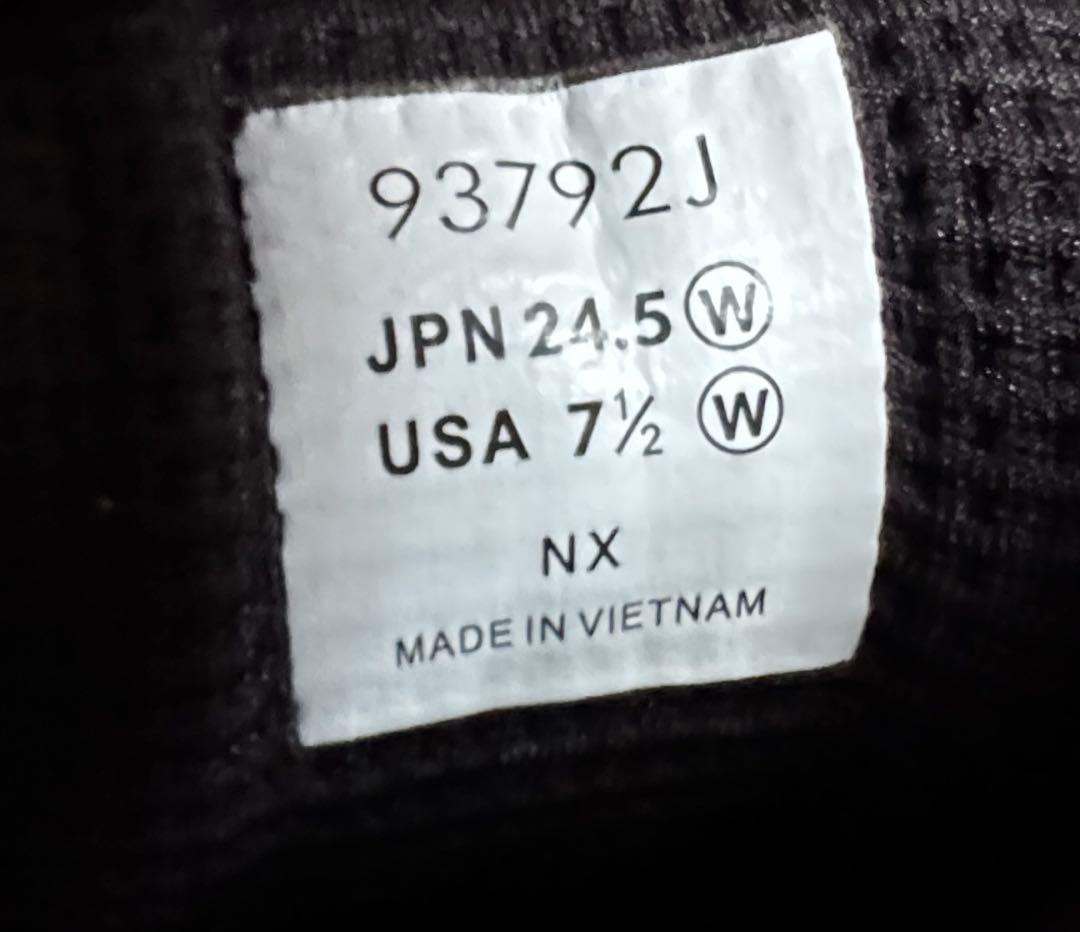 93792J
JPN 24.5 Ⓦ
USA 7½ Ⓦ
NX
MADE IN VIETNAM